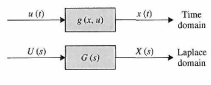 u (t) g (x, u) x (t) Time
domain
U (s) G (s) X (s) Laplace
domain